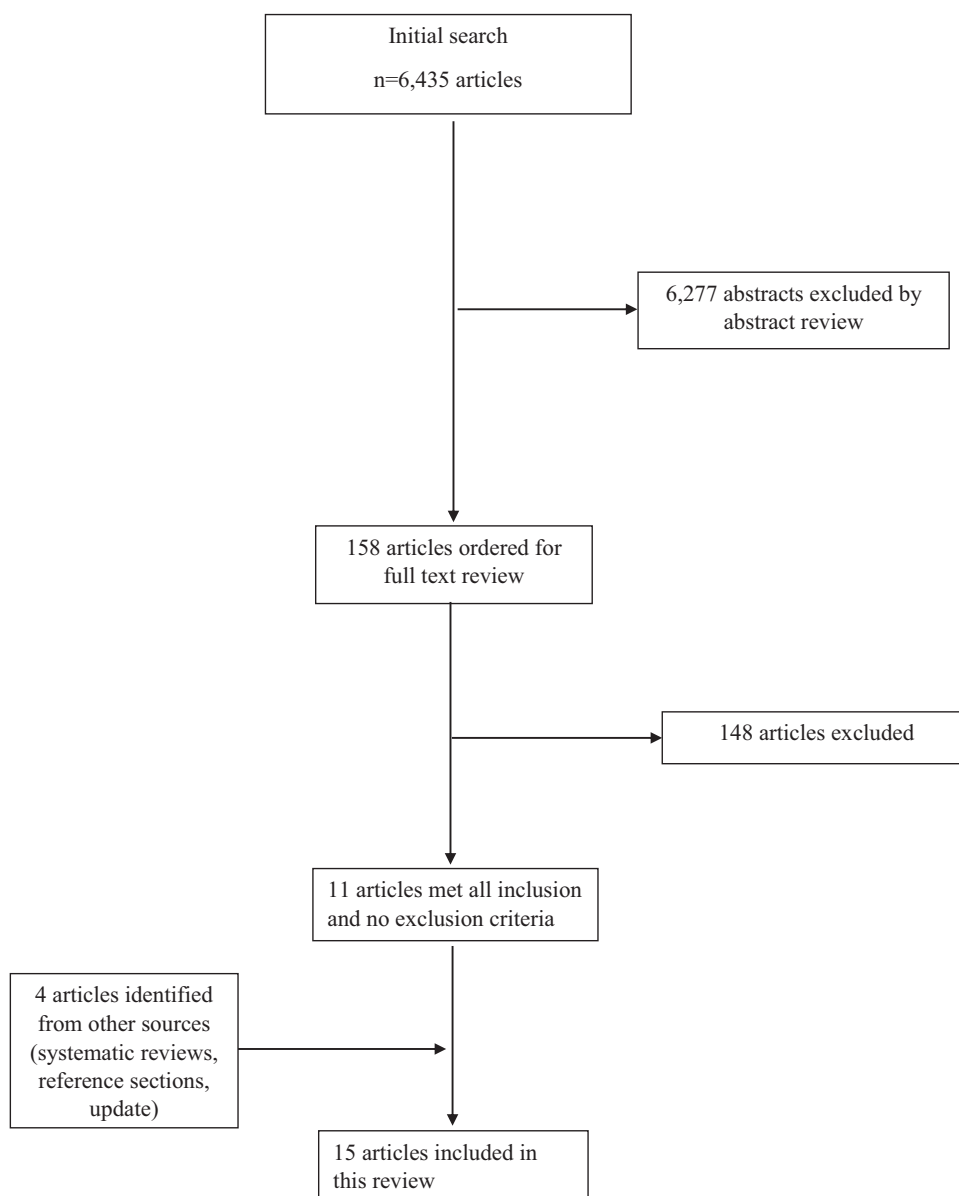 Initial search
n=6,435 articles
6,277 abstracts excluded by
abstract review
158 articles ordered for
full text review
148 articles excluded
11 articles met all inclusion
and no exclusion criteria
4 articles identified
from other sources
(systematic reviews,
reference sections,
update)
15 articles included in
this review